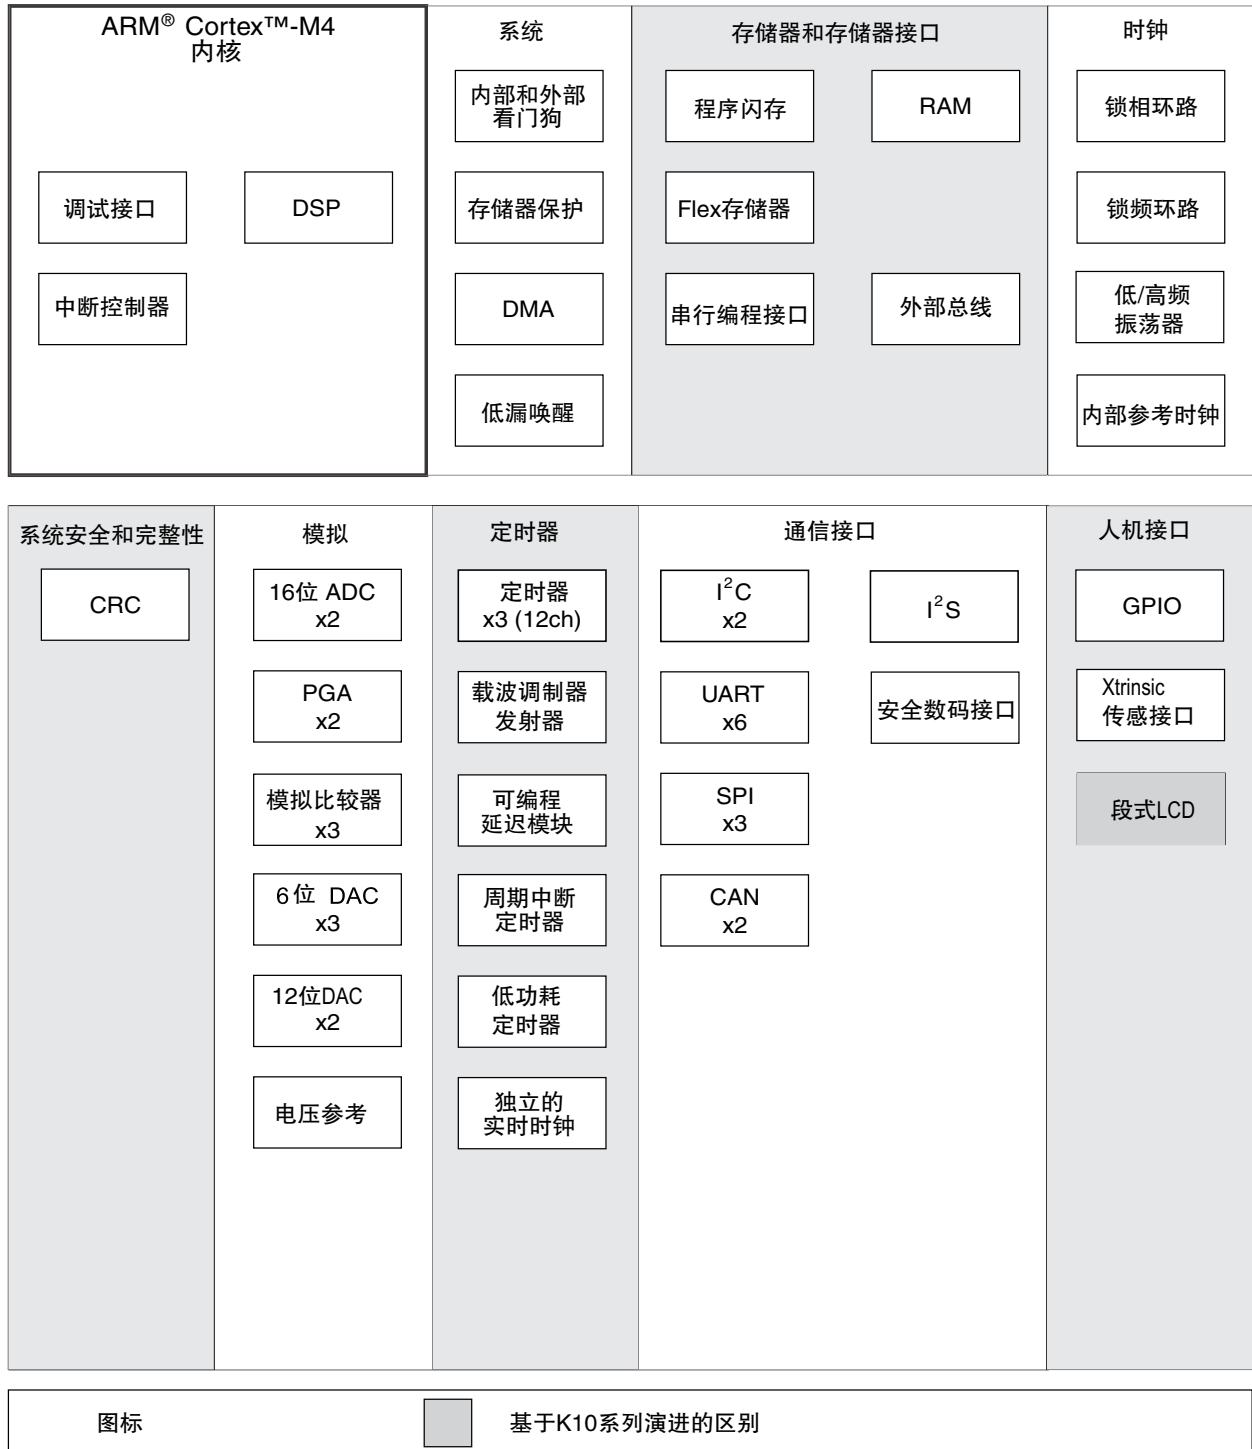 ARM® Cortex™-M4
内核
调试接口
DSP
中断控制器
系统
内部和外部
看门狗
存储器保护
DMA
低漏唤醒
存储器和存储器接口
程序闪存
RAM
Flex存储器
串行编程接口
外部总线
时钟
锁相环路
锁频环路
低/高频
振荡器
内部参考时钟
系统安全和完整性
CRC
模拟
16位 ADC
x2
PGA
x2
模拟比较器
x3
6位 DAC
x3
12位DAC
x2
电压参考
定时器
定时器
x3 (12ch)
载波调制器
发射器
可编程
延迟模块
周期中断
定时器
低功耗
定时器
独立的
实时时钟
通信接口
I²C
x2
I²S
UART
x6
安全数码接口
SPI
x3
CAN
x2
人机接口
GPIO
Xtrinsic
传感接口
段式LCD
图标
基于K10系列演进的区别